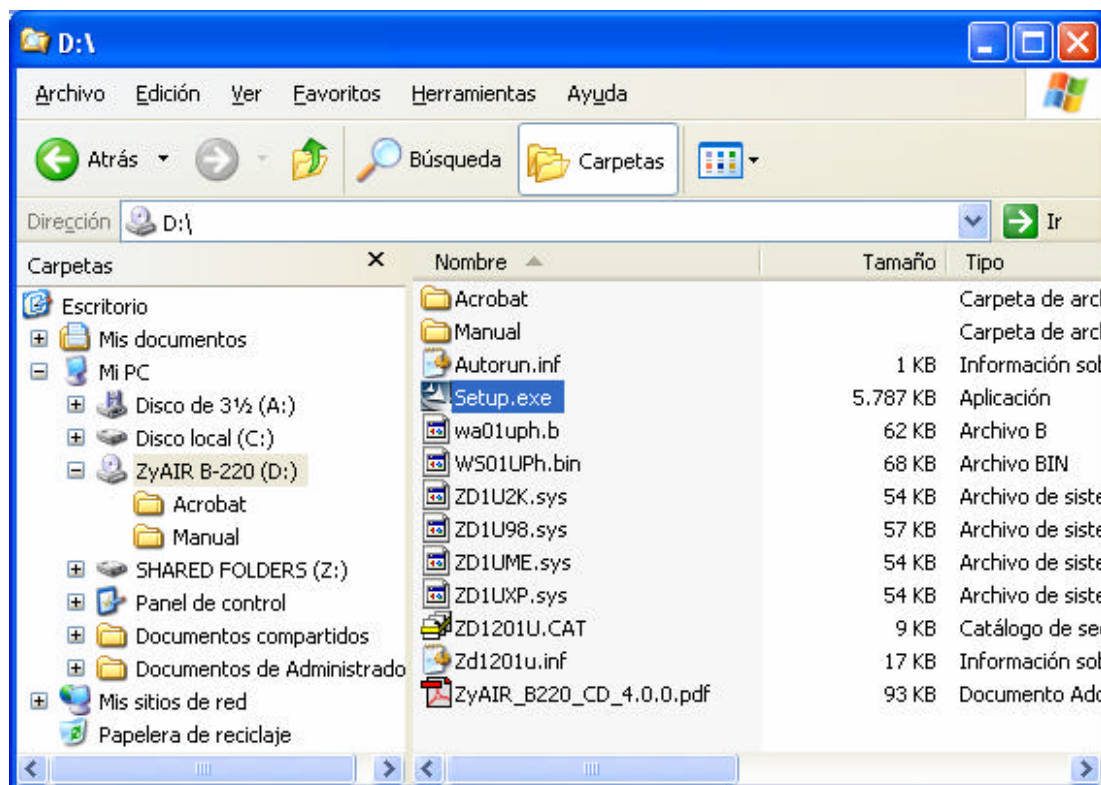 D:\
Archivo Edición Ver Favoritos Herramientas Ayuda
Atrás Búsqueda Carpetas
Dirección D:\ Ir
Carpetas
Escritorio
Mis documentos
Mi PC
Disco de 3½ (A:)
Disco local (C:)
ZyAIR B-220 (D:)
Acrobat
Manual
SHARED FOLDERS (Z:)
Panel de control
Documentos compartidos
Documentos de Administrado
Mis sitios de red
Papelera de reciclaje
Nombre Tamaño Tipo
Acrobat Carpeta de arc
Manual Carpeta de arc
Autorun.inf 1 KB Información sob
Setup.exe 5.787 KB Aplicación
wa01uph.b 62 KB Archivo B
WS01UPh.bin 68 KB Archivo BIN
ZD1U2K.sys 54 KB Archivo de siste
ZD1U98.sys 57 KB Archivo de siste
ZD1UME.sys 54 KB Archivo de siste
ZD1UXP.sys 54 KB Archivo de siste
ZD1201U.CAT 9 KB Catálogo de se
Zd1201u.inf 17 KB Información sob
ZyAIR_B220_CD_4.0.0.pdf 93 KB Documento Ado